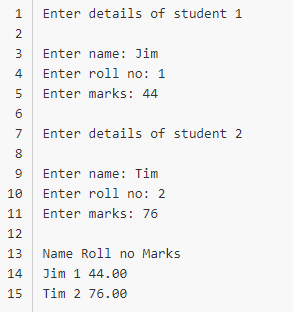 1 Enter details of student 1
2
3 Enter name: Jim
4 Enter roll no: 1
5 Enter marks: 44
6
7 Enter details of student 2
8
9 Enter name: Tim
10 Enter roll no: 2
11 Enter marks: 76
12
13 Name Roll no Marks
14 Jim 1 44.00
15 Tim 2 76.00